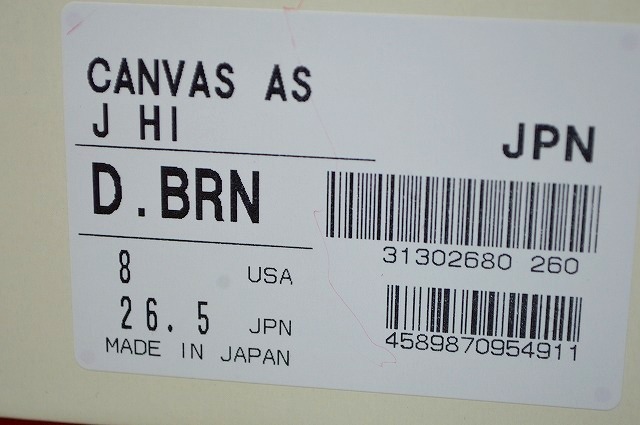 CANVAS AS
J HI
JPN
D.BRN
31302680 260
8 USA
26.5 JPN
4589870954911
MADE IN JAPAN